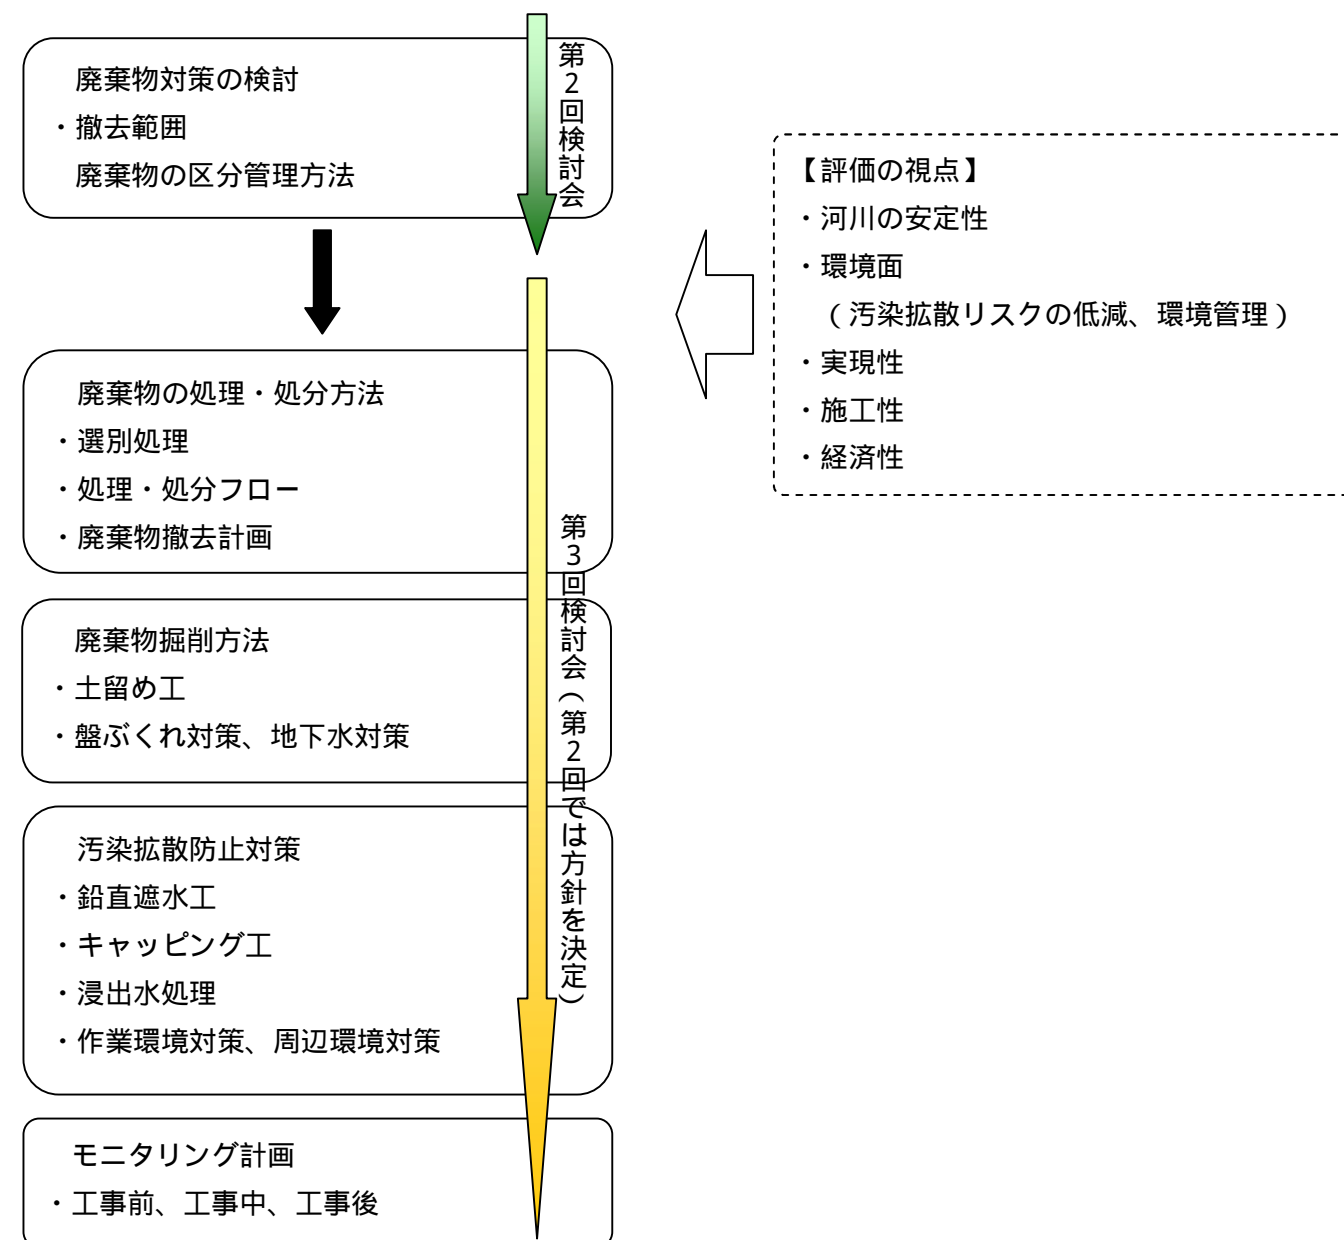 廃棄物対策の検討
・撤去範囲
廃棄物の区分管理方法
第2回検討会
【評価の視点】
・河川の安定性
・環境面
（汚染拡散リスクの低減、環境管理）
・実現性
・施工性
・経済性
廃棄物の処理・処分方法
・選別処理
・処理・処分フロー
・廃棄物撤去計画
廃棄物掘削方法
・土留め工
・盤ぶくれ対策、地下水対策
汚染拡散防止対策
・鉛直遮水工
・キャッピング工
・浸出水処理
・作業環境対策、周辺環境対策
モニタリング計画
・工事前、工事中、工事後
第3回検討会（第2回では方針を決定）